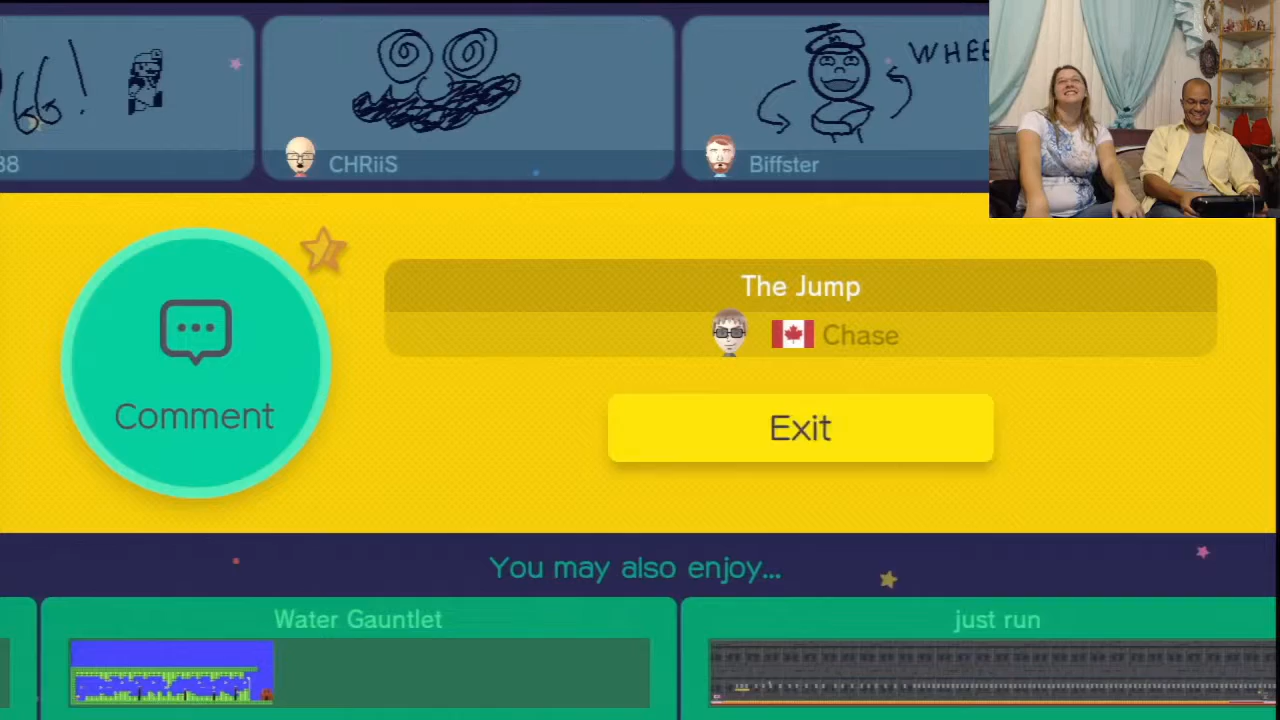 66!
WHEE
38
CHRiiS
Biffster
The Jump
Chase
Comment
Exit
You may also enjoy...
Water Gauntlet
just run